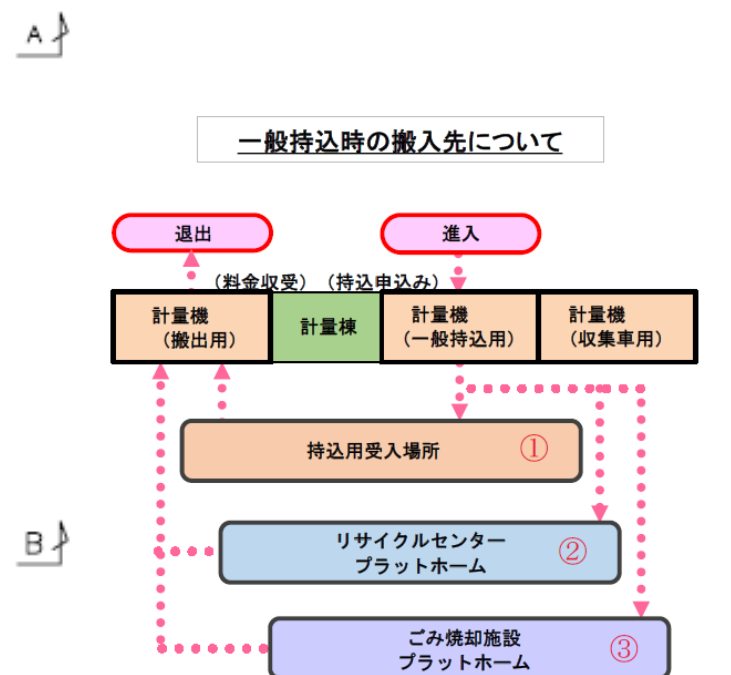 A
一般持込時の搬入先について
退出
進入
（料金収受）（持込申込み）
計量機
（搬出用）
計量棟
計量機
（一般持込用）
計量機
（収集車用）
持込用受入場所 ①
B
リサイクルセンター
プラットホーム
②
ごみ焼却施設
プラットホーム
③